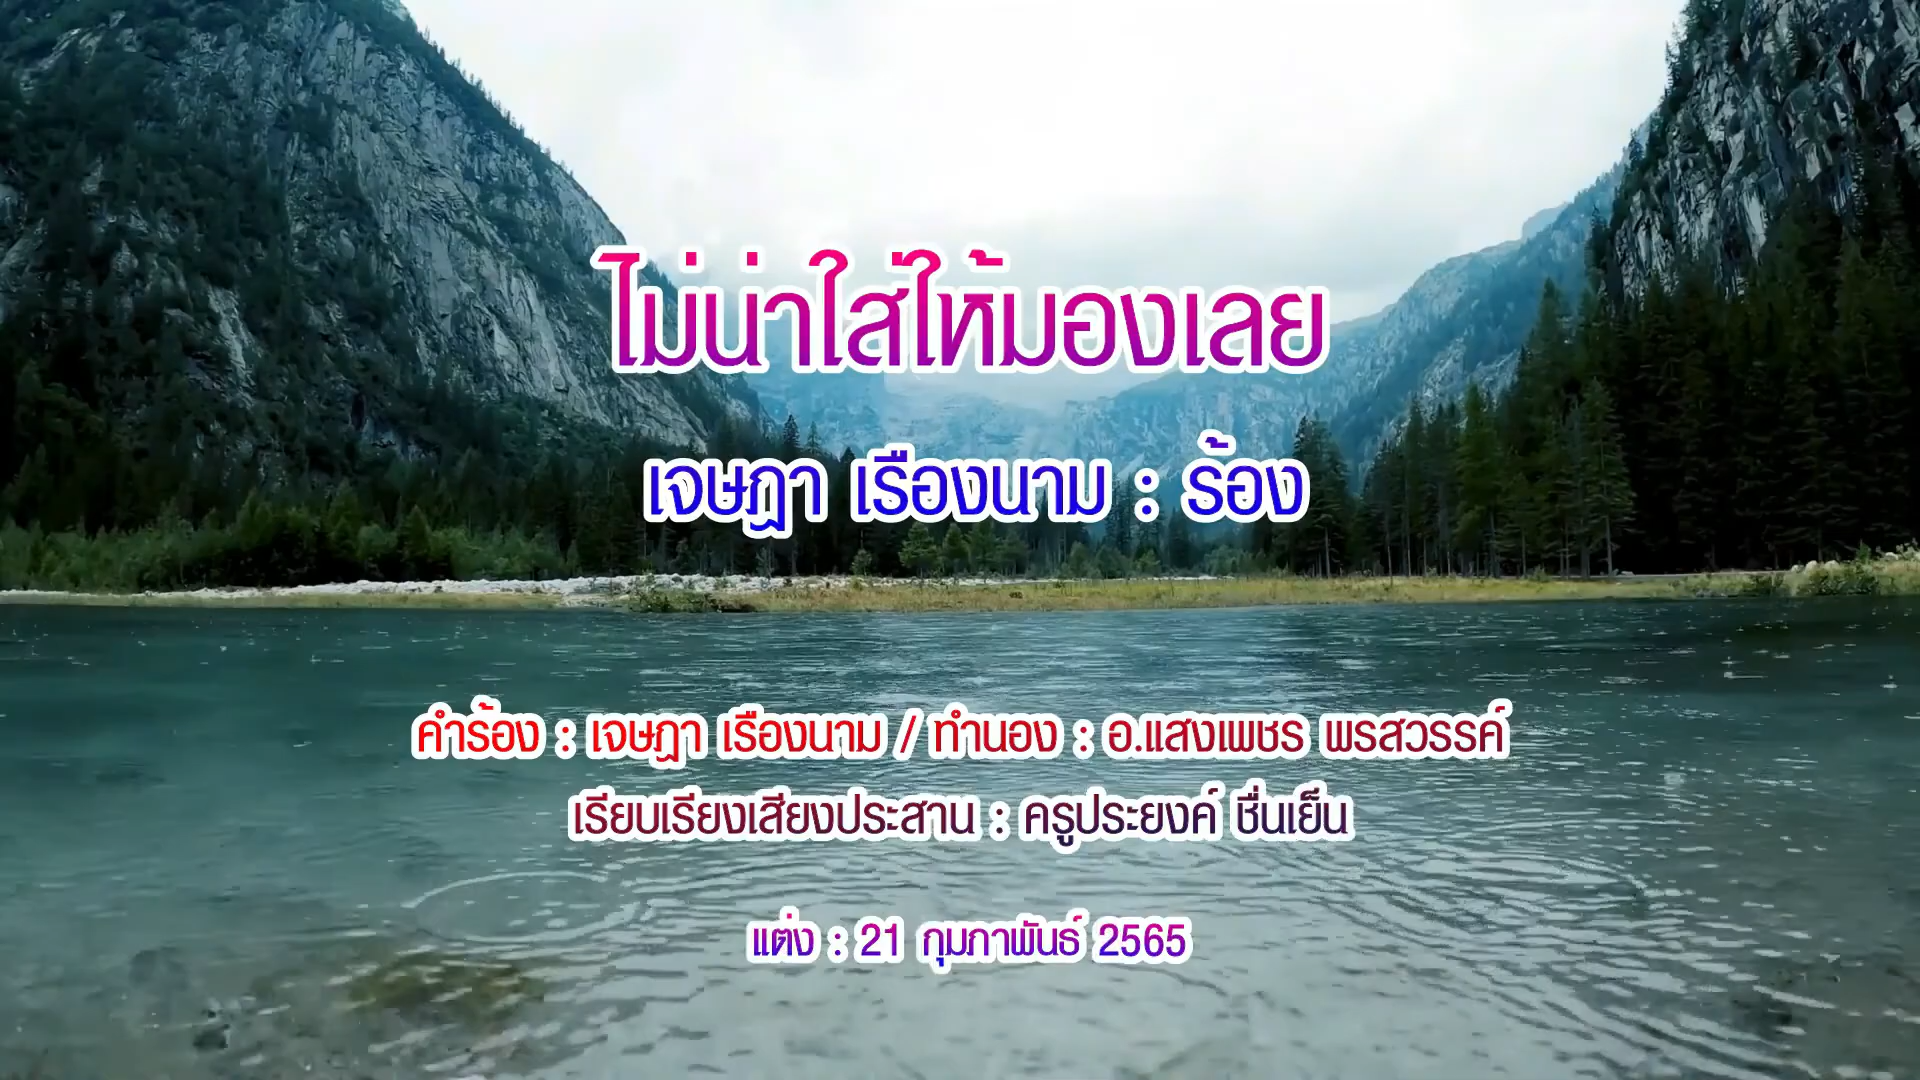 ไม่น่าใส่ให้มองเลย
เจษฎา เรืองนาม : ร้อง
คำร้อง : เจษฎา เรืองนาม / ทำนอง : อ.แสงเพชร พรสวรรค์
เรียบเรียงเสียงประสาน : ครูประยงค์ ชื่นเย็น
แต่ง : 21 กุมภาพันธ์ 2565